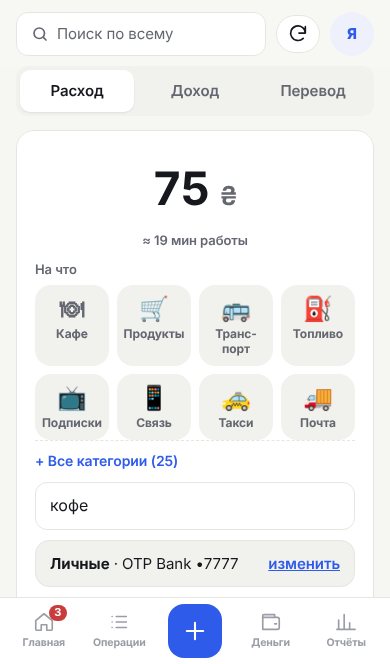 Поиск по всему
Я
Расход
Доход
Перевод
75 ₴
≈ 19 мин работы
На что
Кафе
Продукты
Транс-
порт
Топливо
Подписки
Связь
Такси
Почта
+ Все категории (25)
кофе
Личные · OTP Bank •7777
изменить
3
Главная
Операции
Деньги
Отчёты